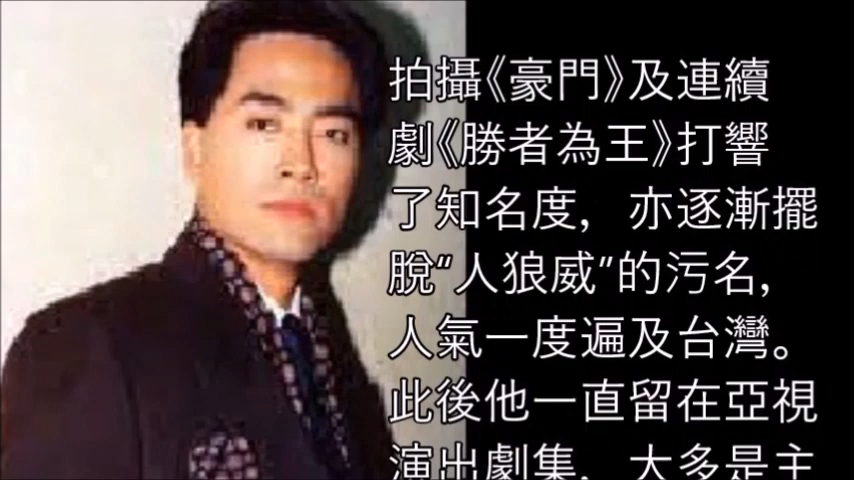 拍攝《豪門》及連續
劇《勝者為王》打響
了知名度，亦逐漸擺
脫“人狼威”的污名，
人氣一度遍及台灣。
此後他一直留在亞視
演出劇集，大多是主